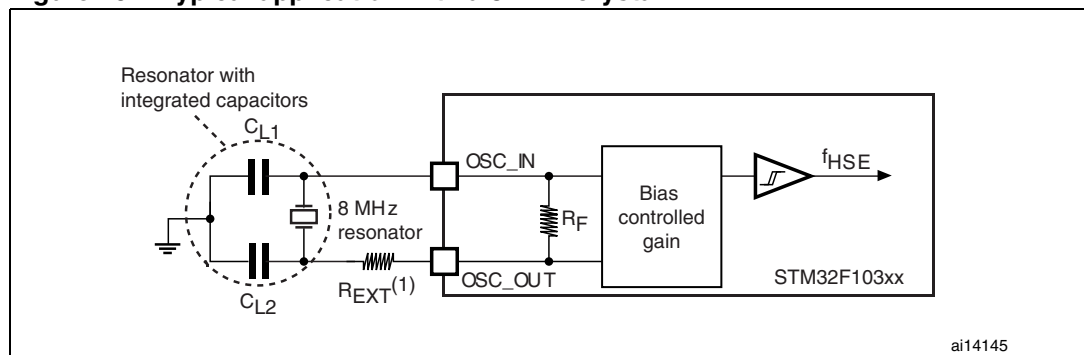 Resonator with
integrated capacitors
CL1
OSC_IN
fHSE
8 MHz
resonator
RF
Bias
controlled
gain
STM32F103xx
OSC_OUT
REXT(1)
CL2
ai14145